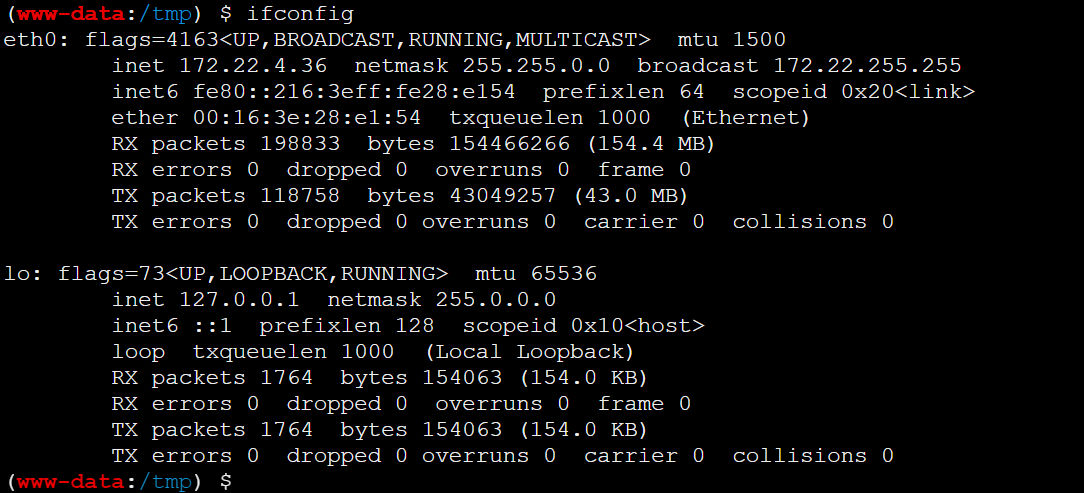 (www-data:/tmp) $ ifconfig
eth0: flags=4163<UP,BROADCAST,RUNNING,MULTICAST>  mtu 1500
        inet 172.22.4.36  netmask 255.255.0.0  broadcast 172.22.255.255
        inet6 fe80::216:3eff:fe28:e154  prefixlen 64  scopeid 0x20<link>
        ether 00:16:3e:28:e1:54  txqueuelen 1000  (Ethernet)
        RX packets 198833  bytes 154466266 (154.4 MB)
        RX errors 0  dropped 0  overruns 0  frame 0
        TX packets 118758  bytes 43049257 (43.0 MB)
        TX errors 0  dropped 0 overruns 0  carrier 0  collisions 0

lo: flags=73<UP,LOOPBACK,RUNNING>  mtu 65536
        inet 127.0.0.1  netmask 255.0.0.0
        inet6 ::1  prefixlen 128  scopeid 0x10<host>
        loop  txqueuelen 1000  (Local Loopback)
        RX packets 1764  bytes 154063 (154.0 KB)
        RX errors 0  dropped 0  overruns 0  frame 0
        TX packets 1764  bytes 154063 (154.0 KB)
        TX errors 0  dropped 0 overruns 0  carrier 0  collisions 0
(www-data:/tmp) $